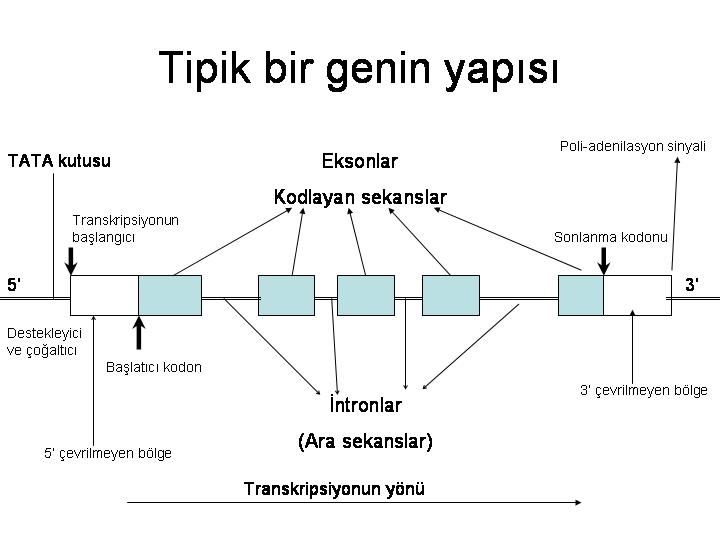 Tipik bir genin yapısı
Poli-adenilasyon sinyali
TATA kutusu
Eksonlar
Kodlayan sekanslar
Transkripsiyonun
başlangıcı
Sonlanma kodonu
5'
3'
Destekleyici
ve çoğaltıcı
Başlatıcı kodon
3' çevrilmeyen bölge
İntronlar
(Ara sekanslar)
5' çevrilmeyen bölge
Transkripsiyonun yönü